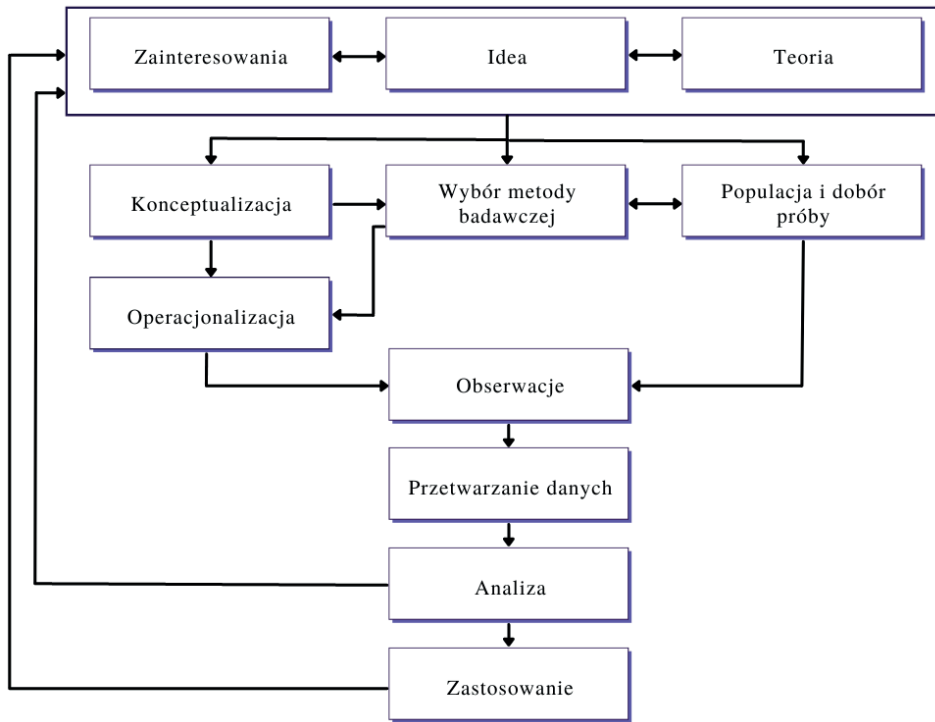 Zainteresowania
Idea
Teoria
Konceptualizacja
Wybór metody
badawczej
Populacja i dobór
próby
Operacjonalizacja
Obserwacje
Przetwarzanie danych
Analiza
Zastosowanie